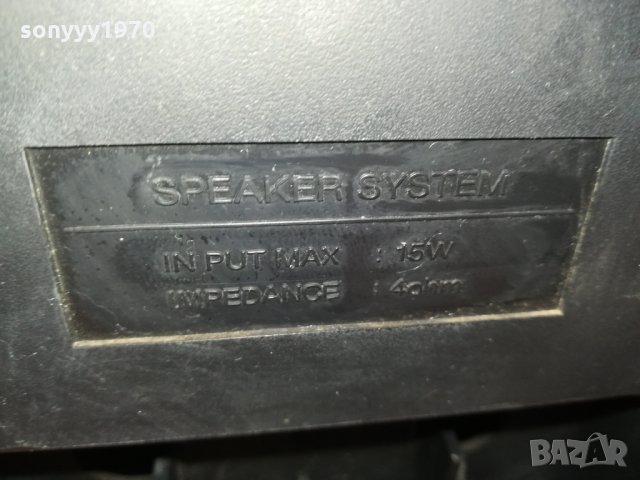 sonyyy1970
SPEAKER SYSTEM
IN PUT MAX : 15W
IMPEDANCE : 4ohm
BAZAR